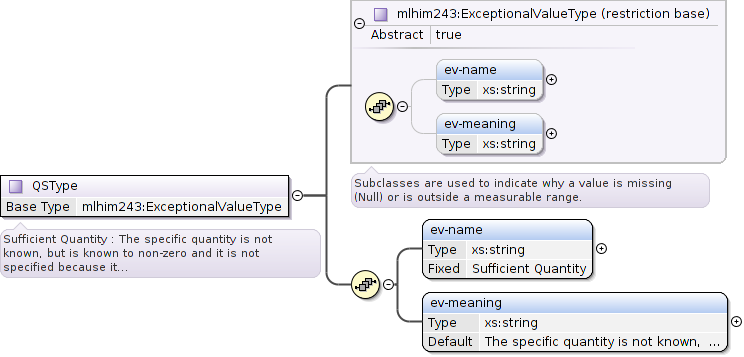 mlhim243:ExceptionalValueType (restriction base)
Abstract true
ev-name
Type xs:string
ev-meaning
Type xs:string
Subclasses are used to indicate why a value is missing
(Null) or is outside a measurable range.
QSType
Base Type mlhim243:ExceptionalValueType
Sufficient Quantity : The specific quantity is not
known, but is known to non-zero and it is not
specified because it...
ev-name
Type xs:string
Fixed Sufficient Quantity
ev-meaning
Type xs:string
Default The specific quantity is not known, ...